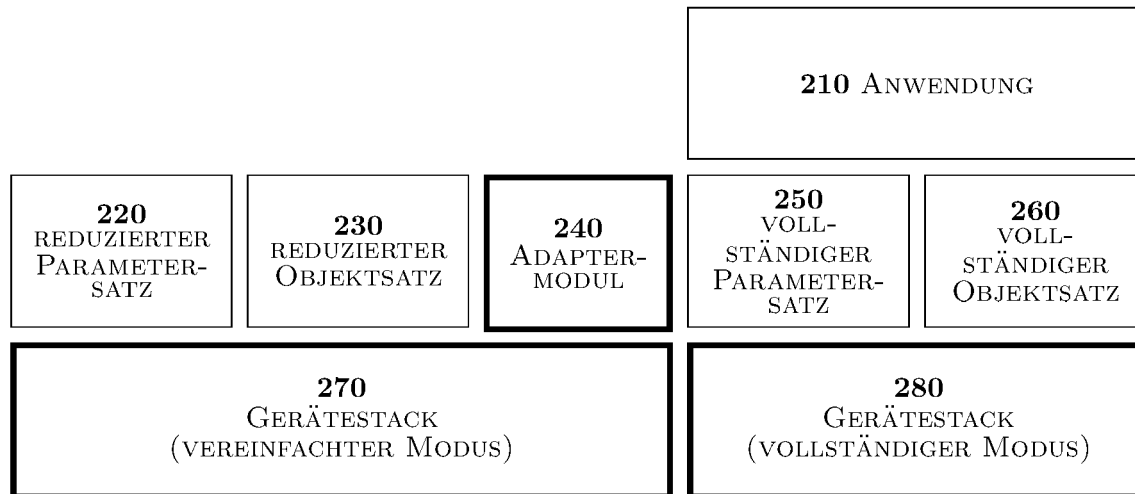 210 Anwendung
220
reduzierter
Parameter-
satz
230
reduzierter
Objektsatz
240
Adapter-
modul
250
voll-
ständiger
Parameter-
satz
260
voll-
ständiger
Objektsatz
270
Gerätestack
(vereinfachter Modus)
280
Gerätestack
(vollständiger Modus)